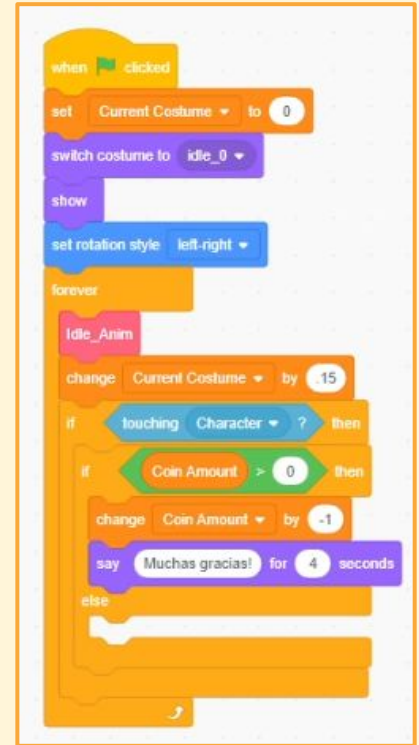 when clicked
set Current Costume to 0
switch costume to idle_0
show
set rotation style left-right
forever
Idle_Anim
change Current Costume by .15
if touching Character ? then
if Coin Amount > 0 then
change Coin Amount by -1
say Muchas gracias! for 4 seconds
else